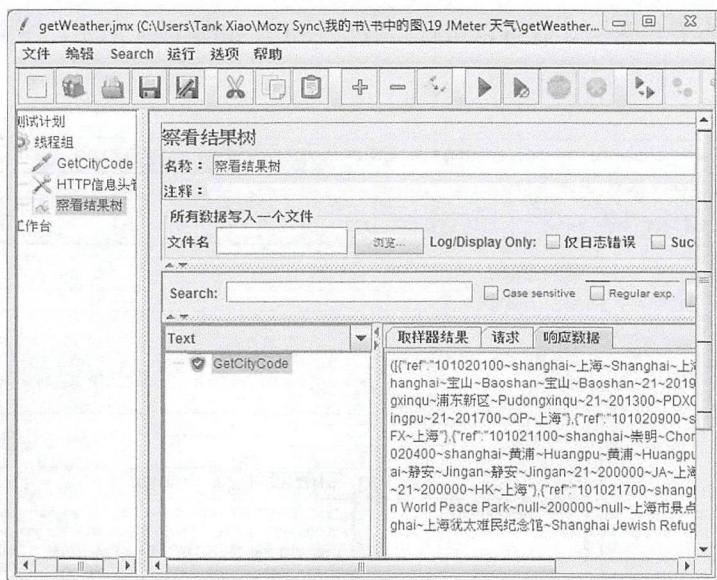 getWeather.jmx (C:\Users\Tank Xiao\Mozy Sync\我的书\书中的图\19 JMeter 天气\getWeather...
文件 编辑 Search 运行 选项 帮助
测试计划
线程组
GetCityCode
HTTP信息头管
察看结果树
工作台
察看结果树
名称： 察看结果树
注释：
所有数据写入一个文件
文件名 浏览... Log/Display Only: 仅日志错误 Suc
Search: Case sensitive Regular exp.
Text
GetCityCode
取样器结果 请求 响应数据
([{"ref":"101020100~shanghai~上海~Shanghai~上海
hanghai~宝山~Baoshan~宝山~Baoshan~21~2019
gxinqu~浦东新区~Pudongxinqu~21~201300~PDXQ
ingpu~21~201700~QP~上海"},{"ref":"101020900~s
FX~上海"},{"ref":"101021100~shanghai~崇明~Chon
020400~shanghai~黄浦~Huangpu~黄浦~Huangpu
ai~静安~Jingan~静安~Jingan~21~200000~JA~上海
~21~200000~HK~上海"},{"ref":"101021700~shangh
n World Peace Park~null~200000~null~上海市景点
ghai~上海犹太难民纪念馆~Shanghai Jewish Refug